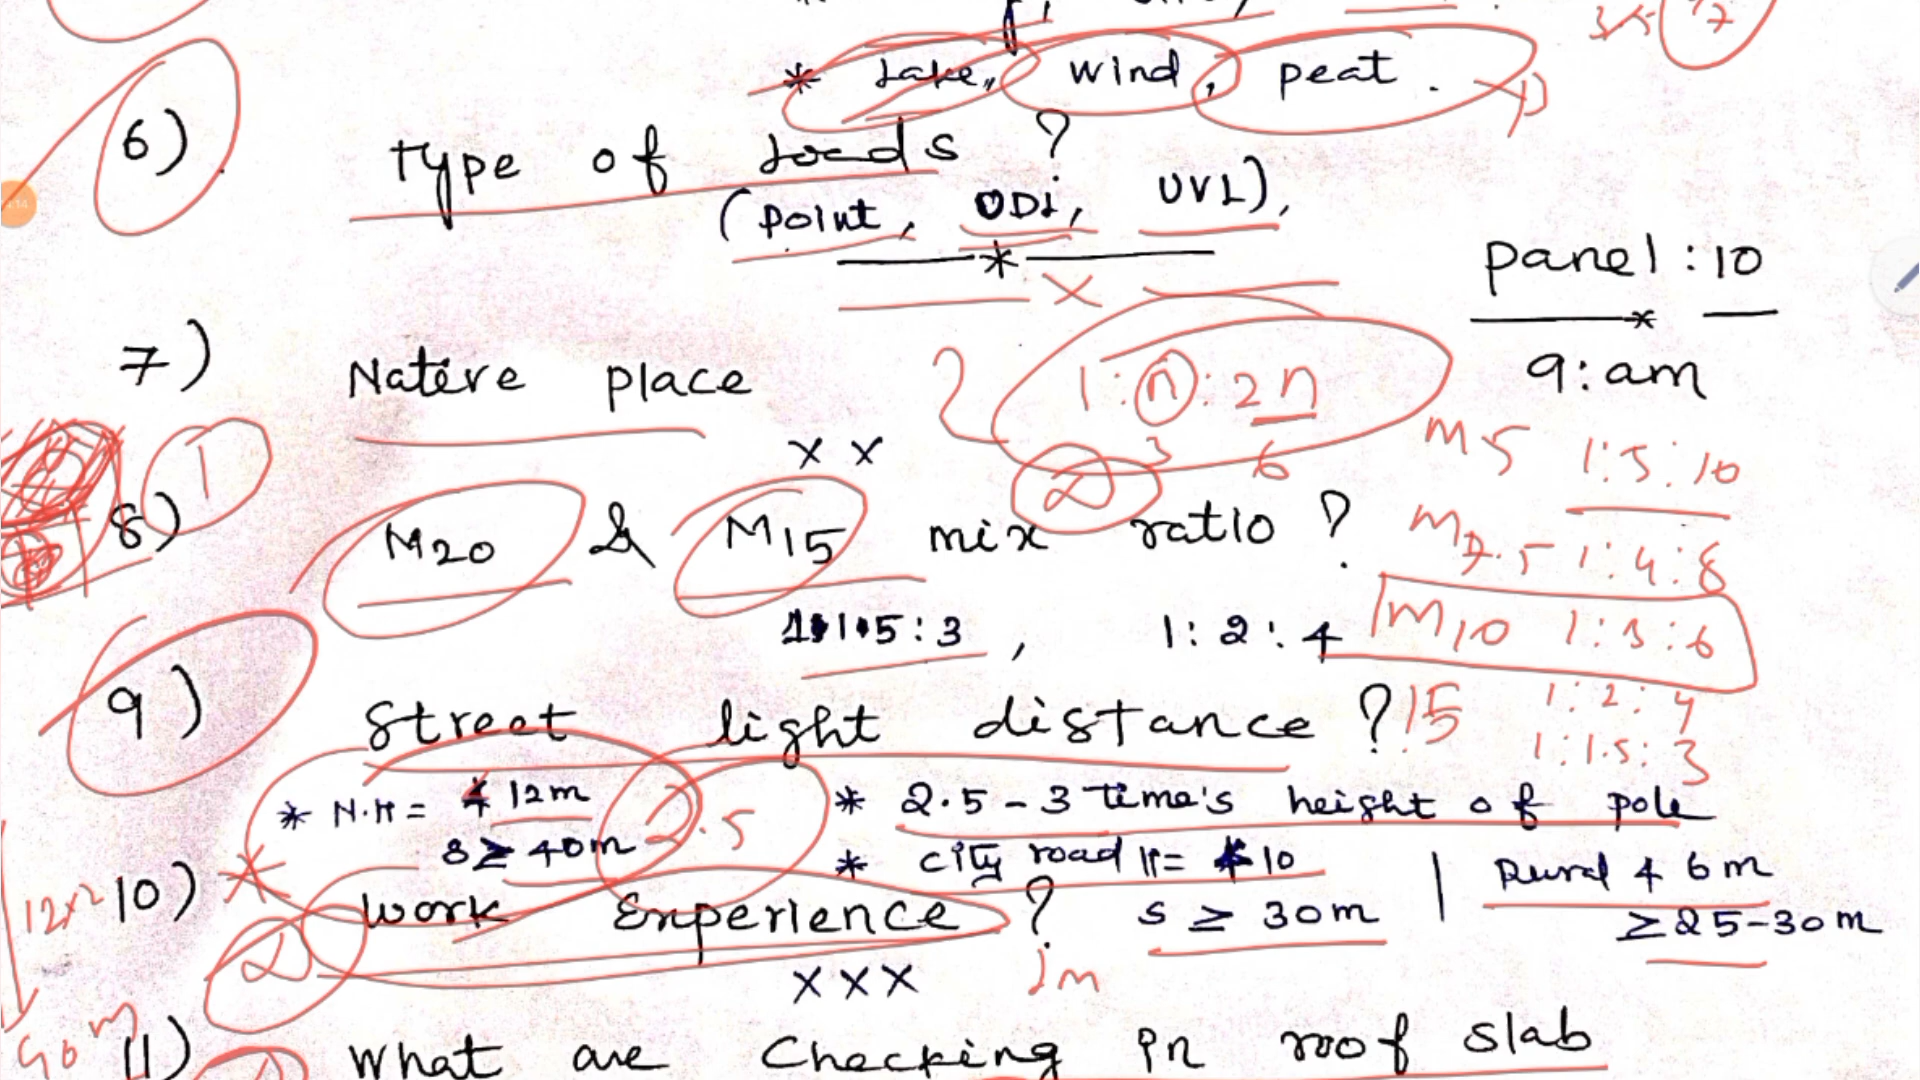 * Lake, wind, peat.
6) Type of Loads ?
(point, UDL, UVL),
*
panel : 10
9:am
7) Native place
1 : n : 2n
3 6
x x
M5 1:5:10
8) M20 & M15 mix ratio ?
M7.5 1:4:8
1:1.5:3, 1:2:4
M10 1:3:6
9) Street light distance ?
15 1:2:4
1:1.5:3
* N.H = 12m
s ≥ 40m
2.5
* 2.5-3 time's height of pole
* city road H= 10
s ≥ 30m
Rural 6m
≥25-30m
10) Work Experience ?
12x2
xxx
40m
11) What are Checking in roof slab